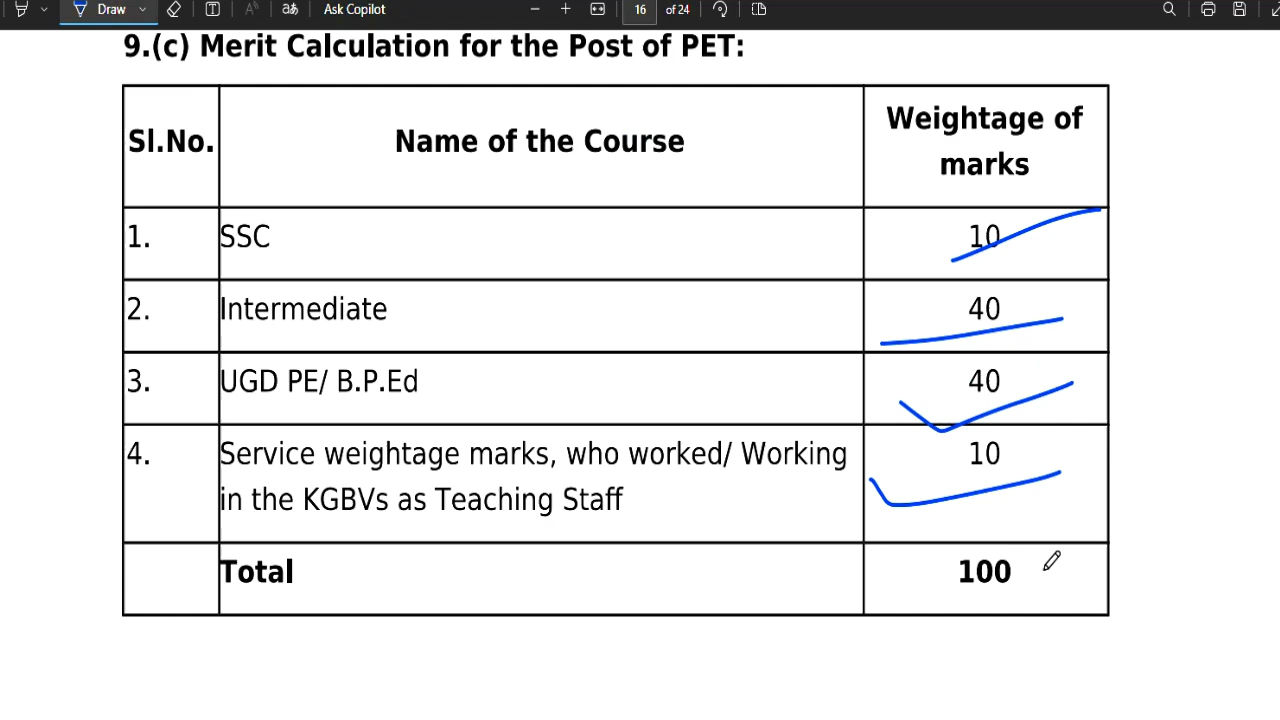 Draw
Ask Copilot
16 of 24
9.(c) Merit Calculation for the Post of PET:
Sl.No. Name of the Course Weightage of marks
1. SSC 10
2. Intermediate 40
3. UGD PE/ B.P.Ed 40
4. Service weightage marks, who worked/ Working 10
in the KGBVs as Teaching Staff
Total 100